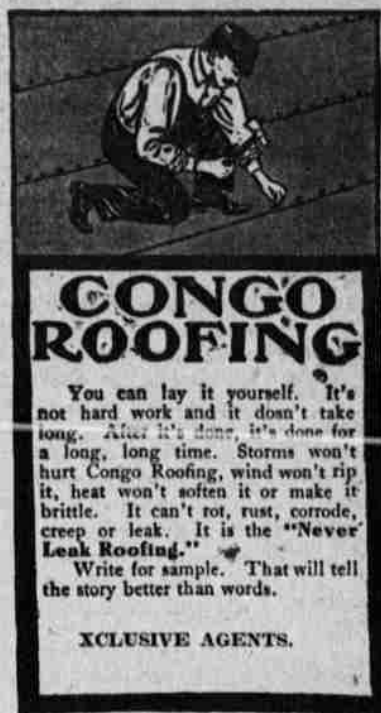 CONGO
ROOFING
You can lay it yourself. It's
not hard work and it dosn't take
long. After it's done, it's done for
a long, long time. Storms won't
hurt Congo Roofing, wind won't rip
it, heat won't soften it or make it
brittle. It can't rot, rust, corrode,
creep or leak. It is the "Never
Leak Roofing."
Write for sample. That will tell
the story better than words.
XCLUSIVE AGENTS.